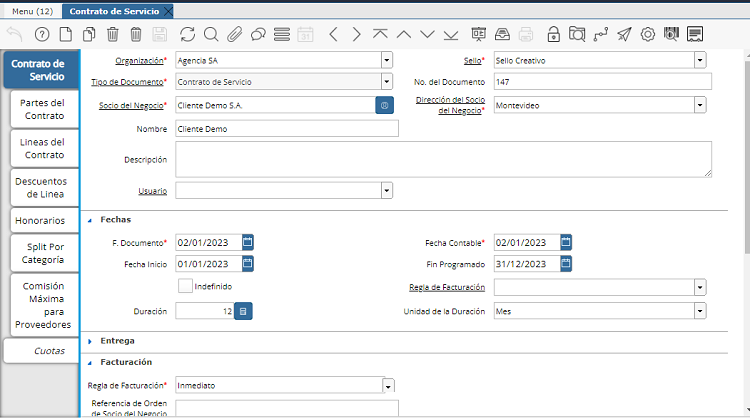 Menu (12) Contrato de Servicio
Contrato de
Servicio
Partes del
Contrato
Lineas del
Contrato
Descuentos
de Linea
Honorarios
Split Por
Categoría
Comisión
Máxima
para
Proveedores
Cuotas
Organización* Agencia SA Sello* Sello Creativo
Tipo de Documento* Contrato de Servicio No. del Documento 147
Socio del Negocio* Cliente Demo S.A. Dirección del Socio
del Negocio* Montevideo
Nombre Cliente Demo
Descripción
Usuario
Fechas
F. Documento* 02/01/2023 Fecha Contable* 02/01/2023
Fecha Inicio 01/01/2023 Fin Programado 31/12/2023
Indefinido Regla de Facturación
Duración 12 Unidad de la Duración Mes
Entrega
Facturación
Regla de Facturación* Inmediato
Referencia de Orden
de Socio del Negocio